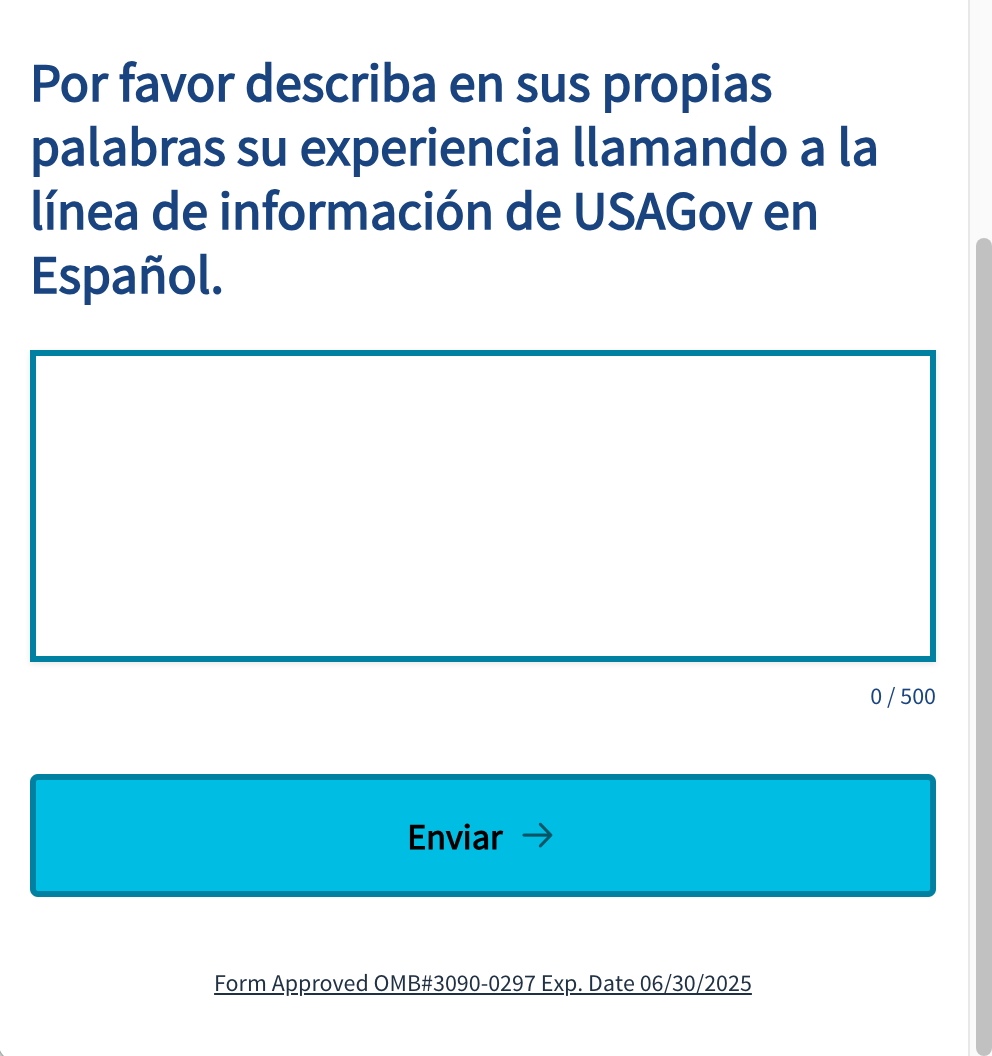 Por favor describa en sus propias
palabras su experiencia llamando a la
línea de información de USAGov en
Español.
0 / 500
Enviar
Form Approved OMB#3090-0297 Exp. Date 06/30/2025